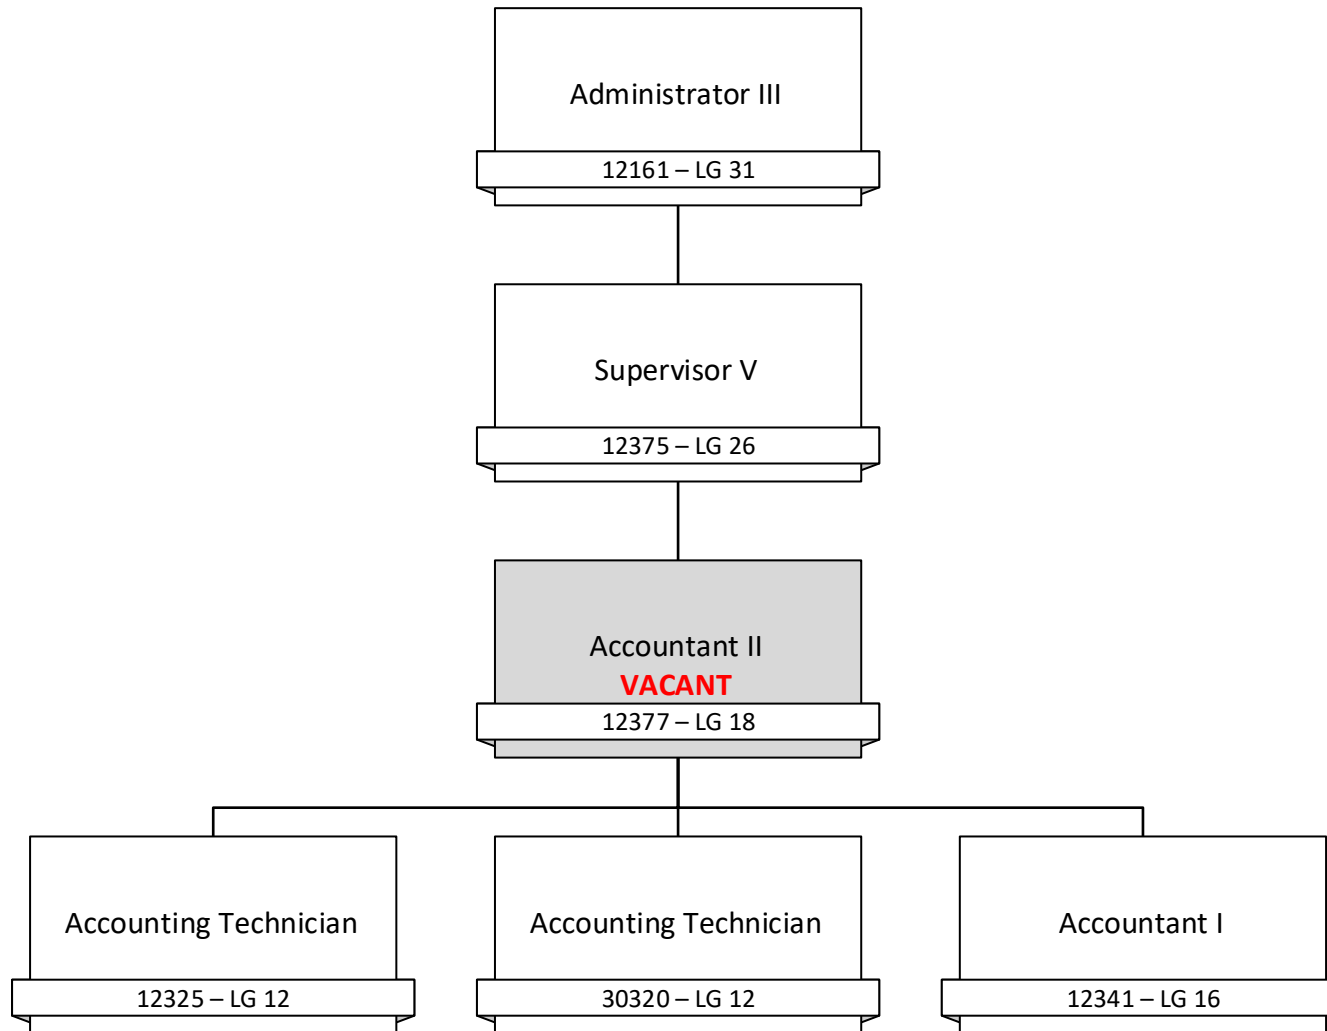 Administrator III
12161 – LG 31
Supervisor V
12375 – LG 26
Accountant II
VACANT
12377 – LG 18
Accounting Technician
12325 – LG 12
Accounting Technician
30320 – LG 12
Accountant I
12341 – LG 16